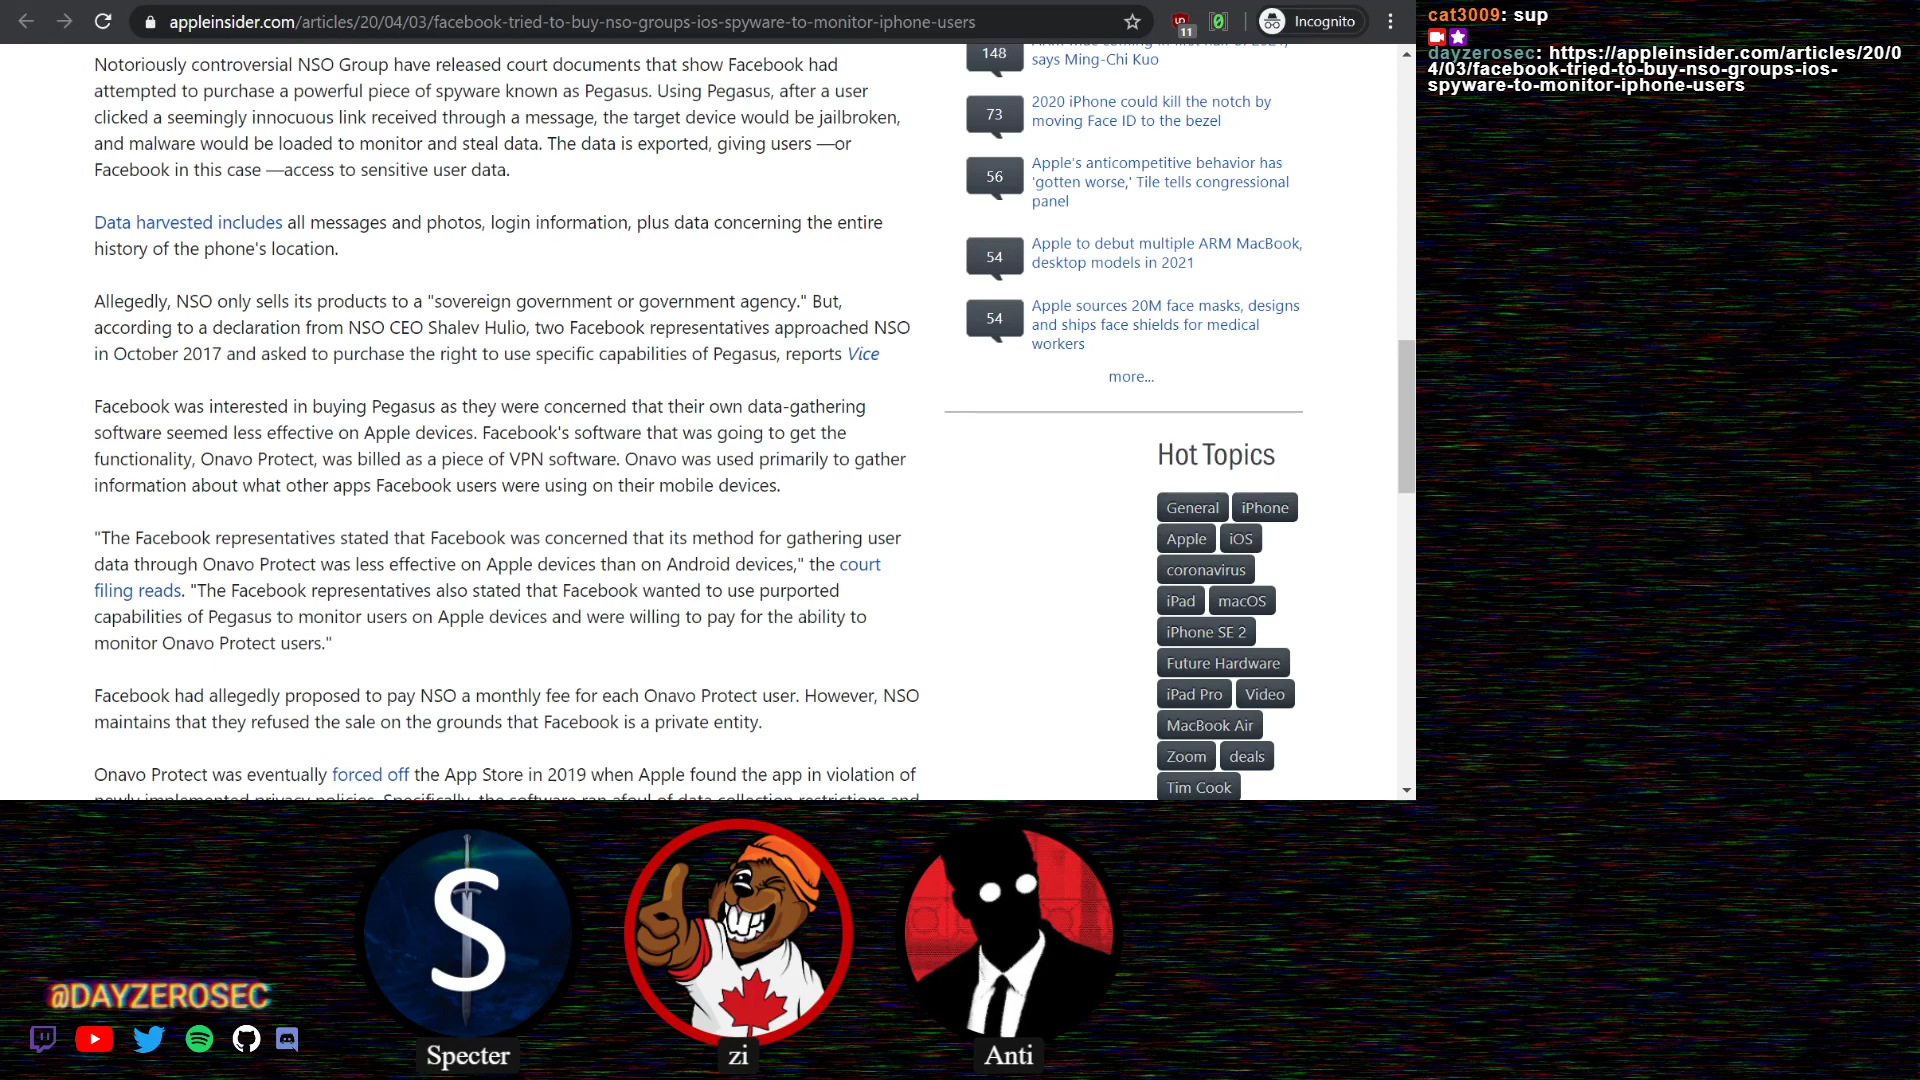 appleinsider.com/articles/20/04/03/facebook-tried-to-buy-nso-groups-ios-spyware-to-monitor-iphone-users
11
Incognito
Notoriously controversial NSO Group have released court documents that show Facebook had
attempted to purchase a powerful piece of spyware known as Pegasus. Using Pegasus, after a user
clicked a seemingly innocuous link received through a message, the target device would be jailbroken,
and malware would be loaded to monitor and steal data. The data is exported, giving users —or
Facebook in this case —access to sensitive user data.
Data harvested includes all messages and photos, login information, plus data concerning the entire
history of the phone's location.
Allegedly, NSO only sells its products to a "sovereign government or government agency." But,
according to a declaration from NSO CEO Shalev Hulio, two Facebook representatives approached NSO
in October 2017 and asked to purchase the right to use specific capabilities of Pegasus, reports Vice
Facebook was interested in buying Pegasus as they were concerned that their own data-gathering
software seemed less effective on Apple devices. Facebook's software that was going to get the
functionality, Onavo Protect, was billed as a piece of VPN software. Onavo was used primarily to gather
information about what other apps Facebook users were using on their mobile devices.
"The Facebook representatives stated that Facebook was concerned that its method for gathering user
data through Onavo Protect was less effective on Apple devices than on Android devices," the court
filing reads. "The Facebook representatives also stated that Facebook wanted to use purported
capabilities of Pegasus to monitor users on Apple devices and were willing to pay for the ability to
monitor Onavo Protect users."
Facebook had allegedly proposed to pay NSO a monthly fee for each Onavo Protect user. However, NSO
maintains that they refused the sale on the grounds that Facebook is a private entity.
Onavo Protect was eventually forced off the App Store in 2019 when Apple found the app in violation of
newly implemented privacy policies. Specifically, the software ran afoul of data collection restrictions and
148
says Ming-Chi Kuo
73
2020 iPhone could kill the notch by
moving Face ID to the bezel
56
Apple's anticompetitive behavior has
'gotten worse,' Tile tells congressional
panel
54
Apple to debut multiple ARM MacBook,
desktop models in 2021
54
Apple sources 20M face masks, designs
and ships face shields for medical
workers
more...
Hot Topics
General iPhone
Apple iOS
coronavirus
iPad macOS
iPhone SE 2
Future Hardware
iPad Pro Video
MacBook Air
Zoom deals
Tim Cook
cat3009: sup
dayzerosec: https://appleinsider.com/articles/20/0
4/03/facebook-tried-to-buy-nso-groups-ios-
spyware-to-monitor-iphone-users
@DAYZEROSEC
S
Specter
zi
Anti